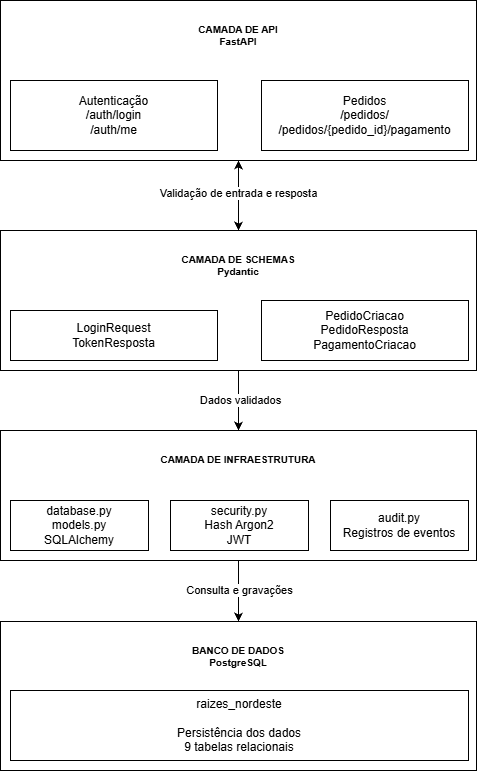 CAMADA DE API
FastAPI
Autenticação
/auth/login
/auth/me
Pedidos
/pedidos/
/pedidos/{pedido_id}/pagamento
Validação de entrada e resposta
CAMADA DE SCHEMAS
Pydantic
LoginRequest
TokenResposta
PedidoCriacao
PedidoResposta
PagamentoCriacao
Dados validados
CAMADA DE INFRAESTRUTURA
database.py
models.py
SQLAlchemy
security.py
Hash Argon2
JWT
audit.py
Registros de eventos
Consulta e gravações
BANCO DE DADOS
PostgreSQL
raizes_nordeste
Persistência dos dados
9 tabelas relacionais